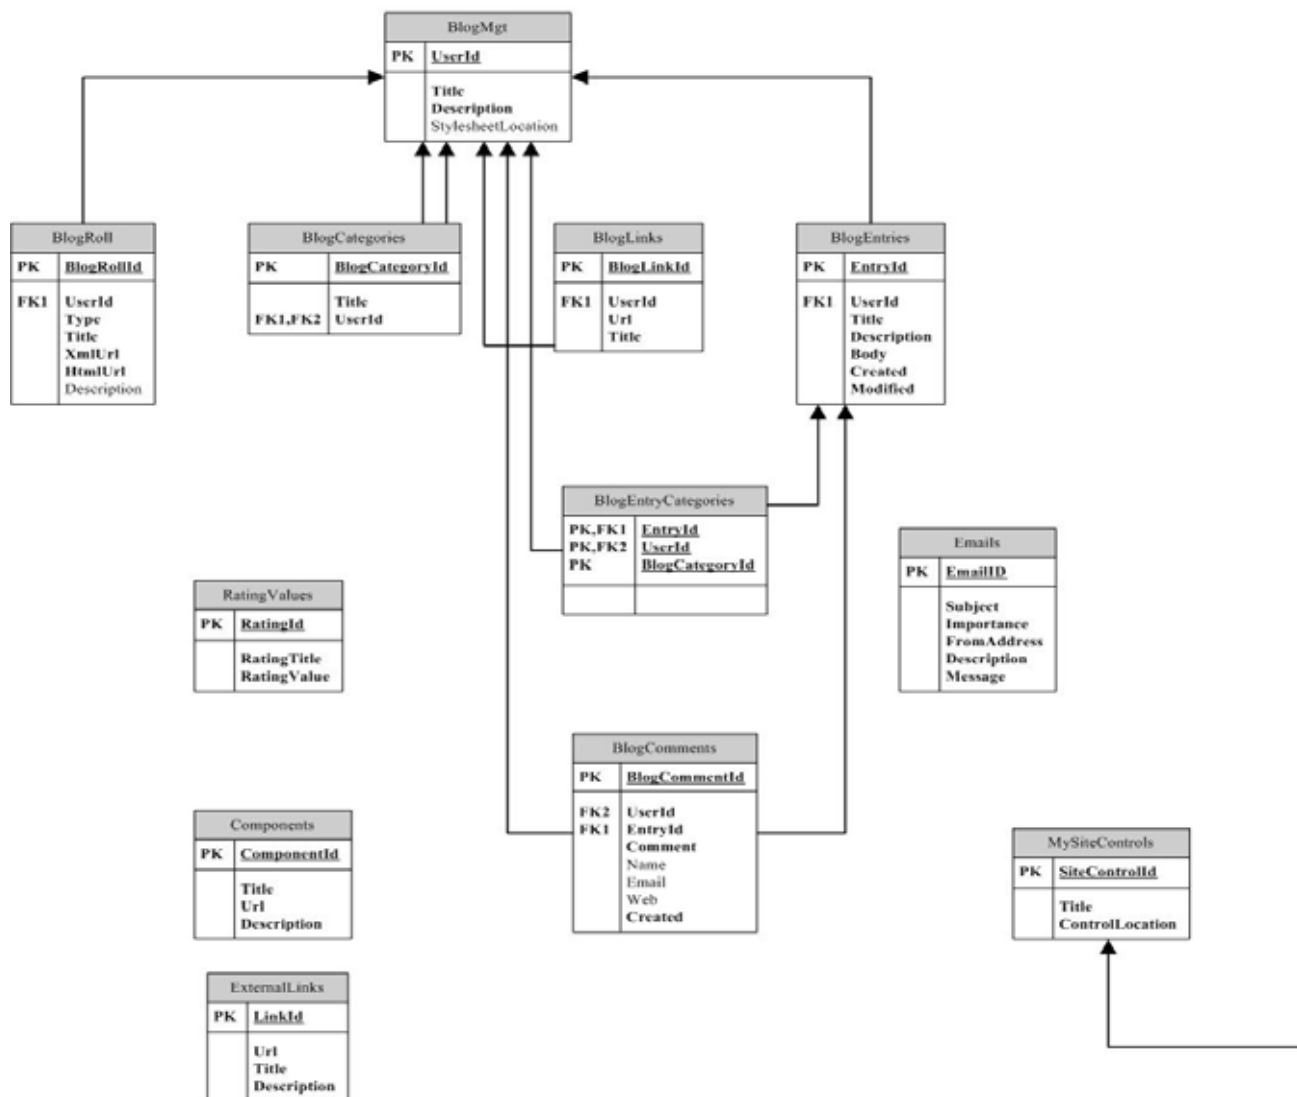 BlogMgt
PK UserId
Title
Description
StylesheetLocation
BlogRoll
PK BlogRollId
FK1 UserId
Type
Title
XmlUrl
HtmlUrl
Description
BlogCategories
PK BlogCategoryId
Title
FK1,FK2 UserId
BlogLinks
PK BlogLinkId
FK1 UserId
Url
Title
BlogEntries
PK EntryId
FK1 UserId
Title
Description
Body
Created
Modified
BlogEntryCategories
PK,FK1 EntryId
PK,FK2 UserId
PK BlogCategoryId
Emails
PK EmailID
Subject
Importance
FromAddress
Description
Message
RatingValues
PK RatingId
RatingTitle
RatingValue
BlogComments
PK BlogCommentId
FK2 UserId
FK1 EntryId
Comment
Name
Email
Web
Created
Components
PK ComponentId
Title
Url
Description
MySiteControls
PK SiteControlId
Title
ControlLocation
ExternalLinks
PK LinkId
Url
Title
Description